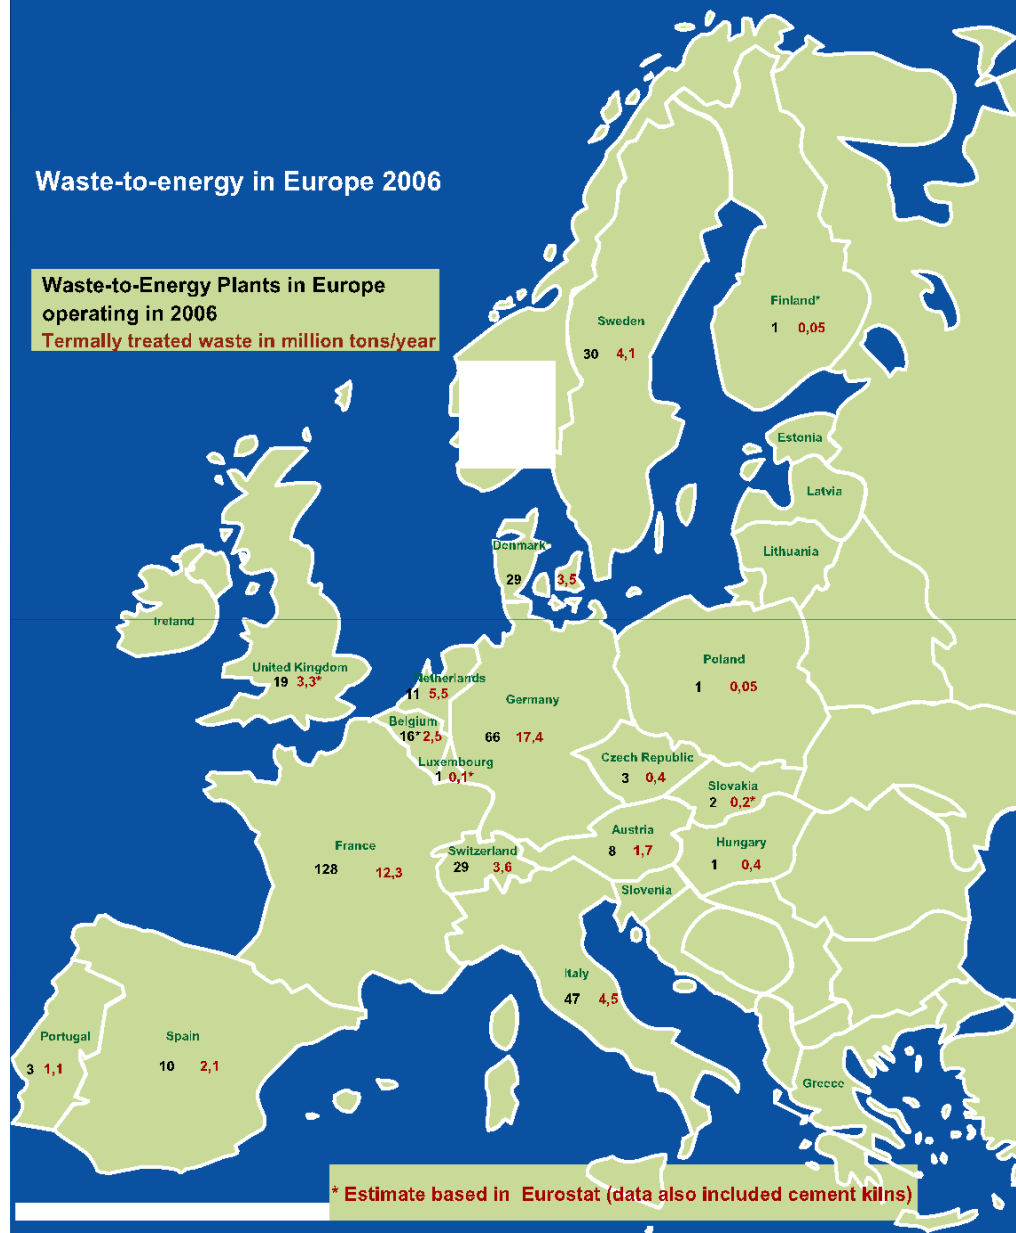 Waste-to-energy in Europe 2006
Waste-to-Energy Plants in Europe
operating in 2006
Termally treated waste in million tons/year
Finland*
1 0,05
Sweden
30 4,1
Estonia
Latvia
Lithuania
Denmark
29 3,5
Ireland
United Kingdom
19 3,3*
Netherlands
11 5,5
Poland
1 0,05
Germany
66 17,4
Belgium
16* 2,5
Luxembourg
1 0,1*
Czech Republic
3 0,4
Slovakia
2 0,2*
Austria
8 1,7
Hungary
1 0,4
France
128 12,3
Switzerland
29 3,6
Slovenia
Italy
47 4,5
Portugal
3 1,1
Spain
10 2,1
Greece
* Estimate based in Eurostat (data also included cement kilns)